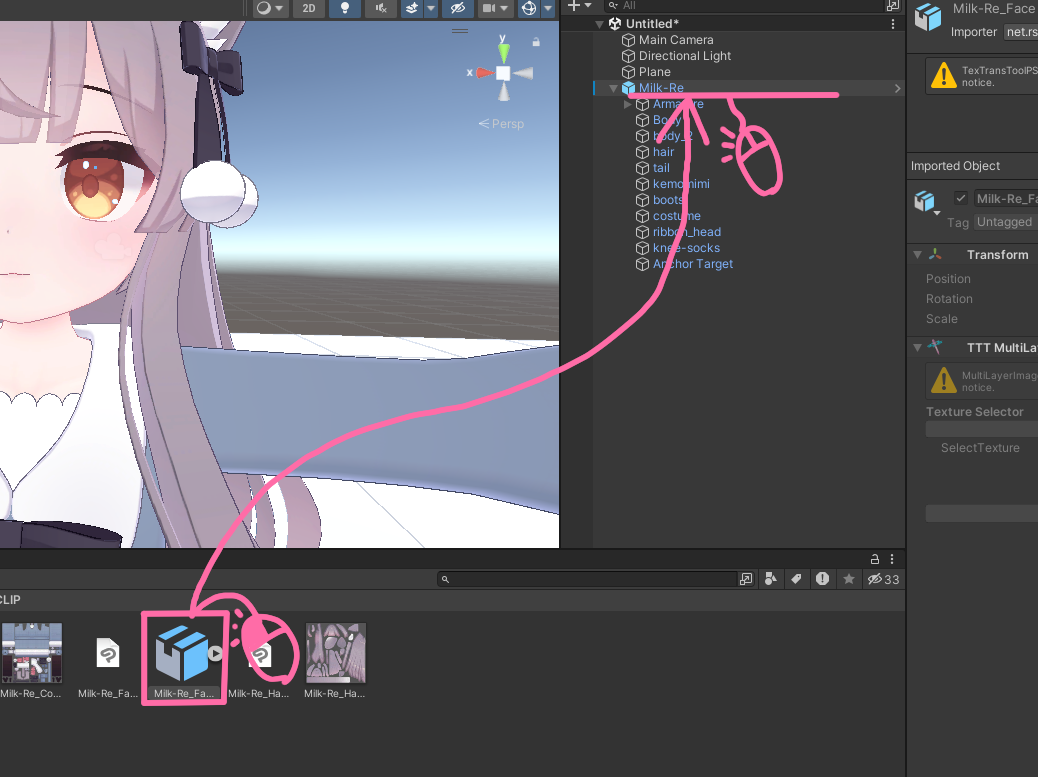 2D
All
Milk-Re_Face
Untitled*
Importer
net.rs
Main Camera
Directional Light
Plane
TexTransToolPS
notice.
Milk-Re
Armature
Body
body_2
hair
tail
kemomimi
boots
costume
ribbon_head
knee-socks
Anchor Target
y
x
Persp
Imported Object
Milk-Re_Fa
Tag
Untagged
Transform
Position
Rotation
Scale
TTT MultiLa
MultiLayerImag
notice.
Texture Selector
SelectTexture
33
CLIP
Milk-Re_Co...
Milk-Re_Fa...
Milk-Re_Fa...
Milk-Re_Ha...
Milk-Re_Ha...